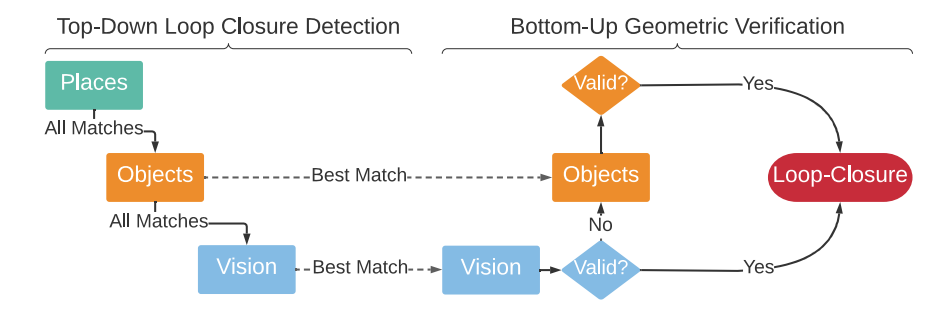 Top-Down Loop Closure Detection
Bottom-Up Geometric Verification
Places
Valid?
Yes
All Matches
Objects
Best Match
Objects
Loop-Closure
All Matches
No
Vision
Best Match
Vision
Valid?
Yes